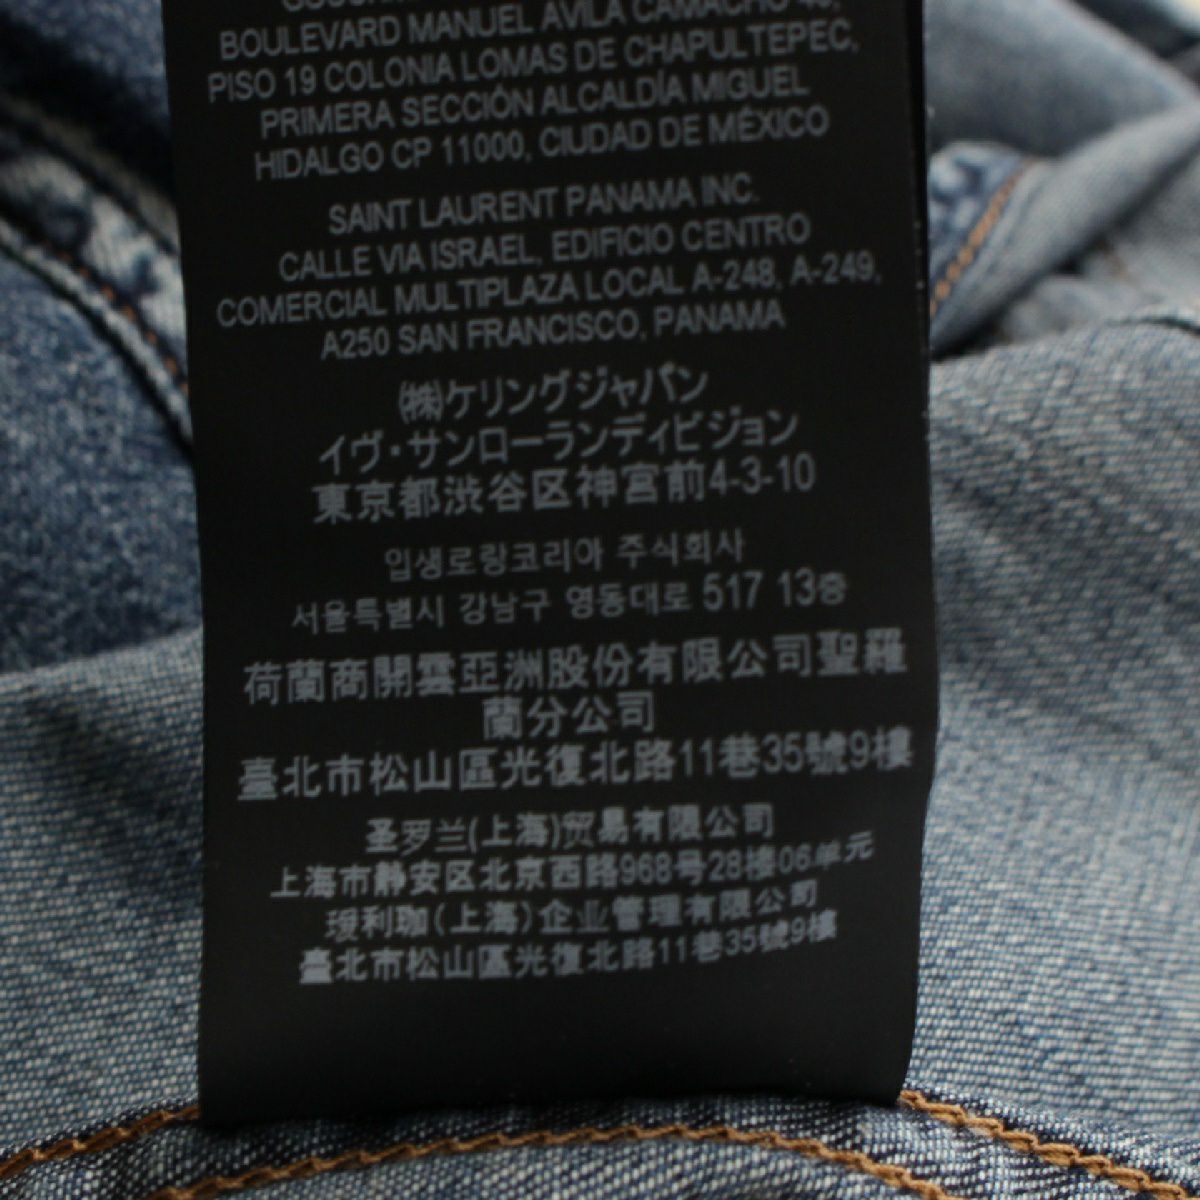 BOULEVARD MANUEL AVILA CAMACHO 40,
PISO 19 COLONIA LOMAS DE CHAPULTEPEC,
PRIMERA SECCIÓN ALCALDÍA MIGUEL
HIDALGO CP 11000, CIUDAD DE MÉXICO
SAINT LAURENT PANAMA INC.
CALLE VIA ISRAEL, EDIFICIO CENTRO
COMERCIAL MULTIPLAZA LOCAL A-248, A-249,
A250 SAN FRANCISCO, PANAMA
㈱ケリングジャパン
イヴ・サンローランディビジョン
東京都渋谷区神宮前4-3-10
입생로랑코리아 주식회사
서울특별시 강남구 영동대로 517 13층
荷蘭商開雲亞洲股份有限公司聖羅
蘭分公司
臺北市松山區光復北路11巷35號9樓
圣罗兰(上海)贸易有限公司
上海市静安区北京西路968号28樓06单元
瑷利珈(上海)企业管理有限公司
臺北市松山區光復北路11巷35號9樓